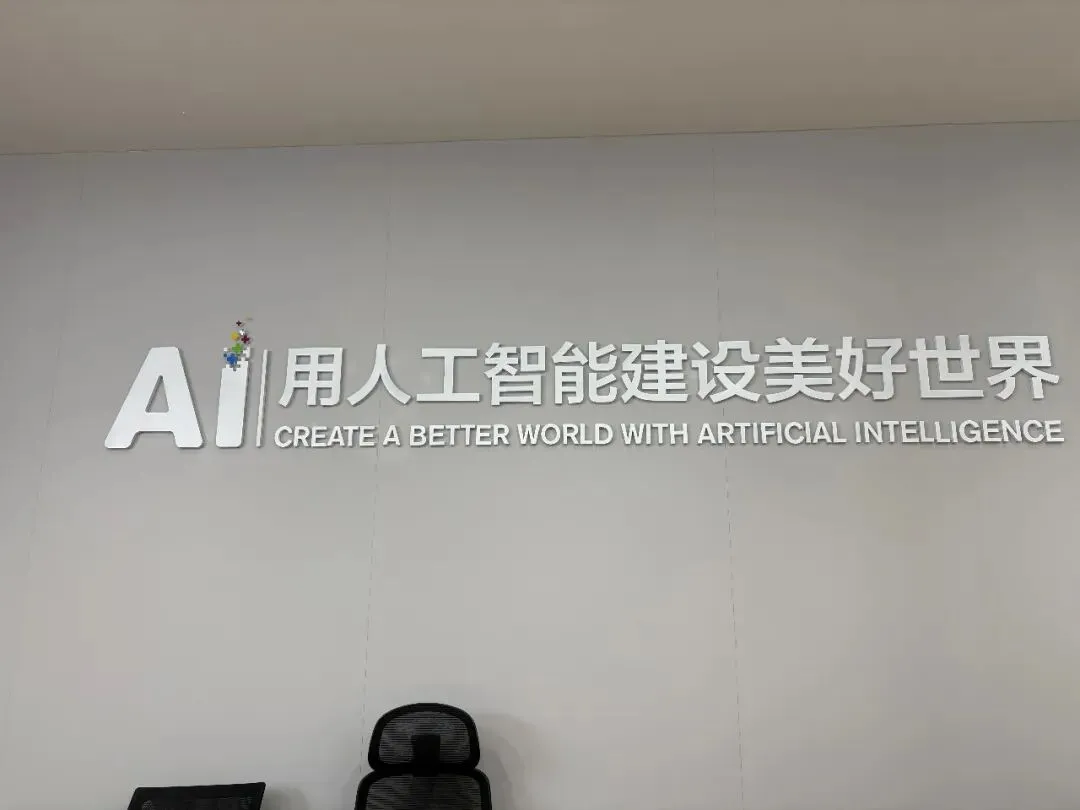 Ai
用人工智能建设美好世界
CREATE A BETTER WORLD WITH ARTIFICIAL INTELLIGENCE